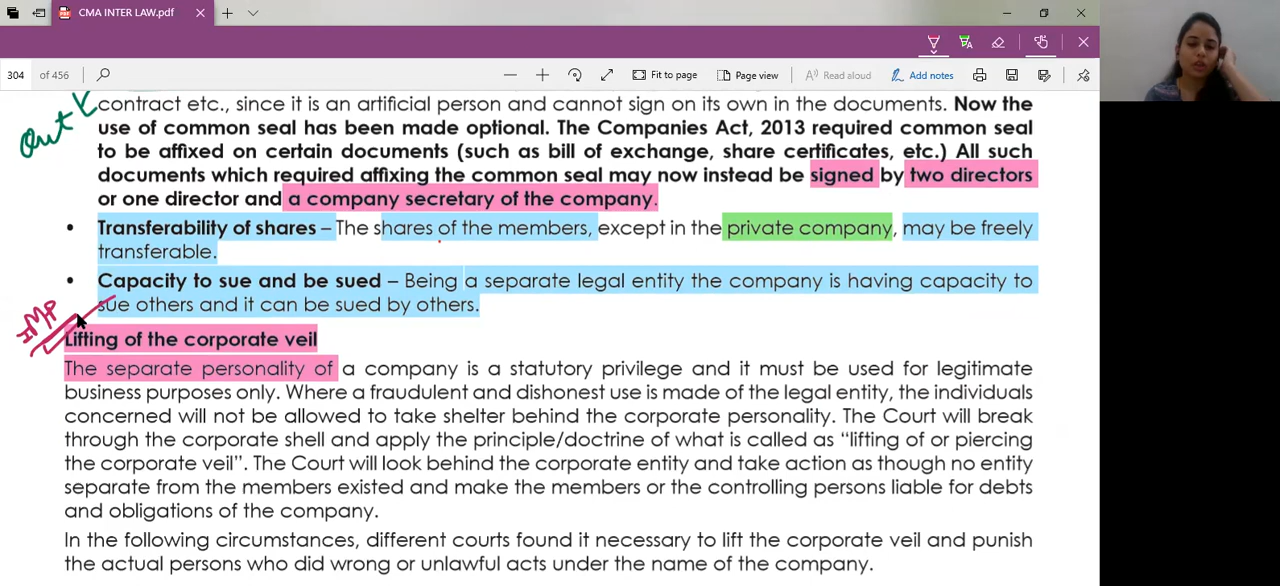 CMA INTER LAW.pdf
304 of 456
Fit to page
Page view
Read aloud
Add notes
contract etc., since it is an artificial person and cannot sign on its own in the documents. Now the
use of common seal has been made optional. The Companies Act, 2013 required common seal
to be affixed on certain documents (such as bill of exchange, share certificates, etc.) All such
documents which required affixing the common seal may now instead be signed by two directors
or one director and a company secretary of the company.
• Transferability of shares – The shares of the members, except in the private company, may be freely
transferable.
• Capacity to sue and be sued – Being a separate legal entity the company is having capacity to
sue others and it can be sued by others.
Out
IMP
Lifting of the corporate veil
The separate personality of a company is a statutory privilege and it must be used for legitimate
business purposes only. Where a fraudulent and dishonest use is made of the legal entity, the individuals
concerned will not be allowed to take shelter behind the corporate personality. The Court will break
through the corporate shell and apply the principle/doctrine of what is called as “lifting of or piercing
the corporate veil”. The Court will look behind the corporate entity and take action as though no entity
separate from the members existed and make the members or the controlling persons liable for debts
and obligations of the company.
In the following circumstances, different courts found it necessary to lift the corporate veil and punish
the actual persons who did wrong or unlawful acts under the name of the company.